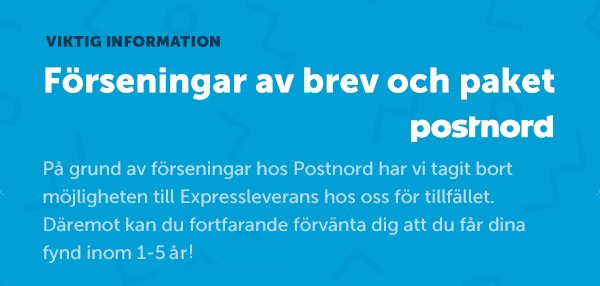 VIKTIG INFORMATION
Förseningar av brev och paket
postnord
På grund av förseningar hos Postnord har vi tagit bort
möjligheten till Expressleverans hos oss för tillfället.
Däremot kan du fortfarande förvänta dig att du får dina
fynd inom 1-5 år!